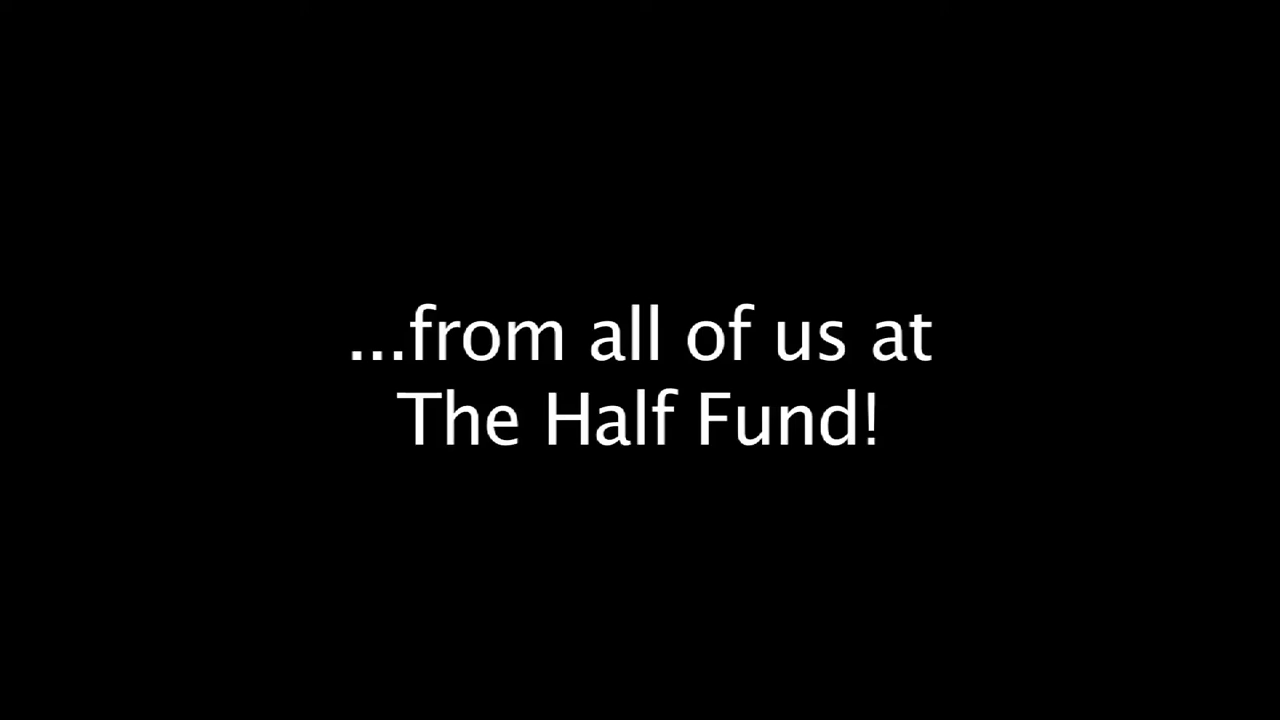 ...from all of us at
The Half Fund!